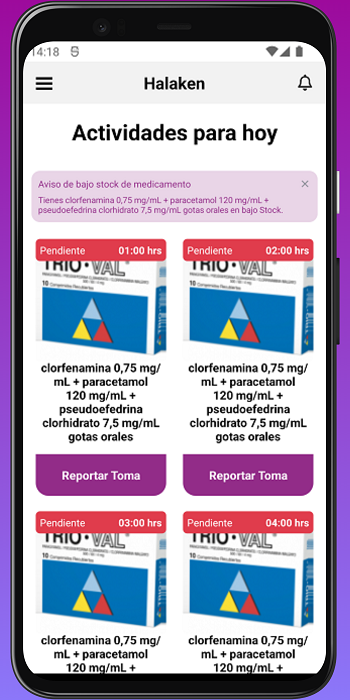 14:18
Halaken
Actividades para hoy
Aviso de bajo stock de medicamento
Tienes clorfenamina 0,75 mg/mL + paracetamol 120 mg/mL +
pseudoefedrina clorhidrato 7,5 mg/mL gotas orales en bajo Stock.
Pendiente 01:00 hrs
TRIO·VAL
10 Comprimidos Recubiertos
clorfenamina 0,75 mg/
mL + paracetamol
120 mg/mL +
pseudoefedrina
clorhidrato 7,5 mg/mL
gotas orales
Reportar Toma
Pendiente 02:00 hrs
TRIO·VAL
10 Comprimidos Recubiertos
clorfenamina 0,75 mg/
mL + paracetamol
120 mg/mL +
pseudoefedrina
clorhidrato 7,5 mg/mL
gotas orales
Reportar Toma
Pendiente 03:00 hrs
TRIO·VAL
10 Comprimidos Recubiertos
clorfenamina 0,75 mg/
mL + paracetamol
120 mg/mL +
Pendiente 04:00 hrs
TRIO·VAL
10 Comprimidos Recubiertos
clorfenamina 0,75 mg/
mL + paracetamol
120 mg/mL +